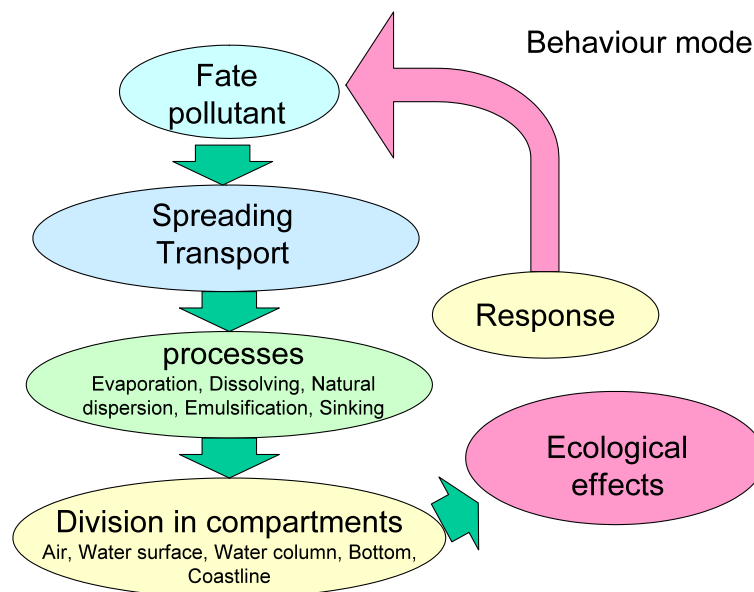 Behaviour mode
Fate
pollutant
Spreading
Transport
Response
processes
Evaporation, Dissolving, Natural
dispersion, Emulsification, Sinking
Ecological
effects
Division in compartments
Air, Water surface, Water column, Bottom,
Coastline